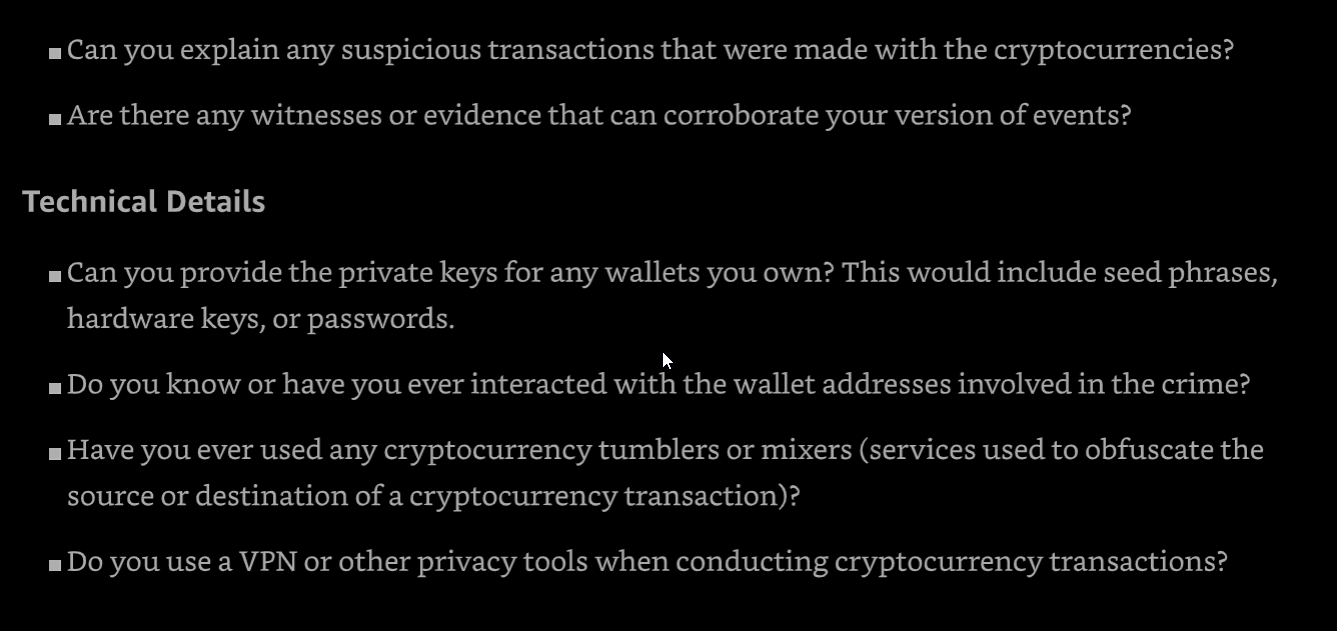 ■ Can you explain any suspicious transactions that were made with the cryptocurrencies?
■ Are there any witnesses or evidence that can corroborate your version of events?
Technical Details
■ Can you provide the private keys for any wallets you own? This would include seed phrases,
hardware keys, or passwords.
■ Do you know or have you ever interacted with the wallet addresses involved in the crime?
■ Have you ever used any cryptocurrency tumblers or mixers (services used to obfuscate the
source or destination of a cryptocurrency transaction)?
■ Do you use a VPN or other privacy tools when conducting cryptocurrency transactions?